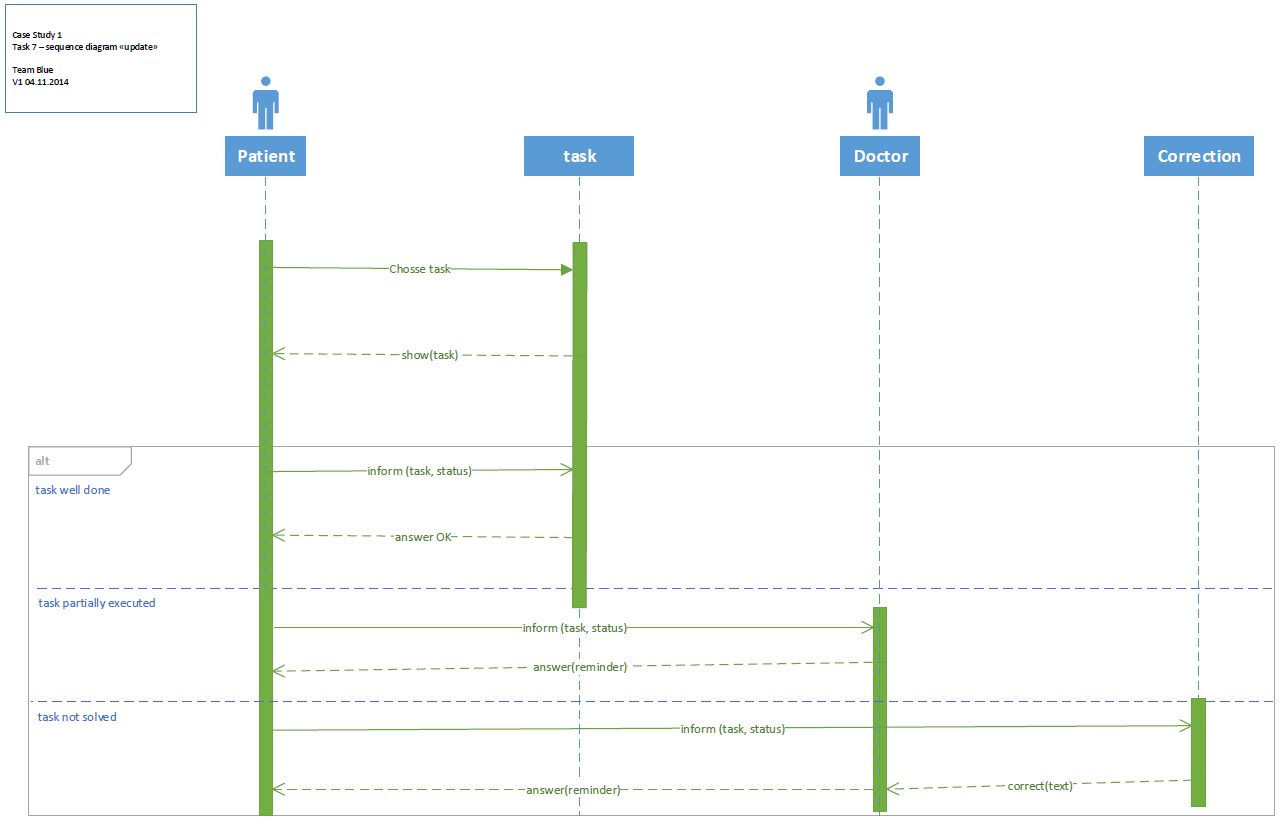 Case Study 1
Task 7 – sequence diagram «update»
Team Blue
V1 04.11.2014
Patient
task
Doctor
Correction
Chosse task
show(task)
alt
inform (task, status)
task well done
answer OK
task partially executed
inform (task, status)
answer(reminder)
task not solved
inform (task, status)
correct(text)
answer(reminder)